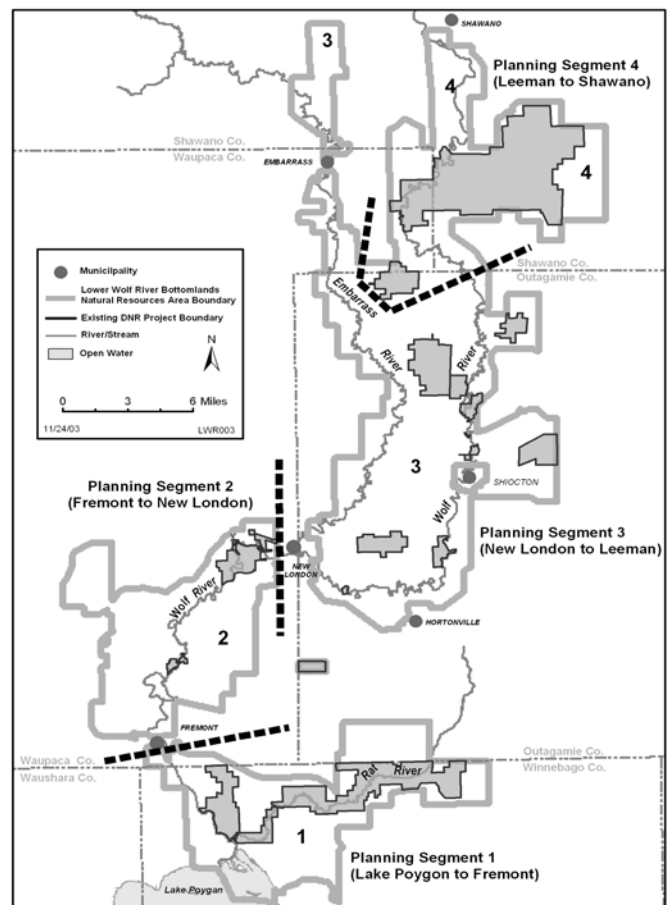 3
SHAWANO
Planning Segment 4
(Leeman to Shawano)
4
Shawano Co.
Waupaca Co.
EMBARRASS
4
Municilpality
Lower Wolf River Bottomlands
Natural Resources Area Boundary
Existing DNR Project Boundary
River/Stream
Open Water
N
0 3 6 Miles
11/24/03 LWR003
Shawano Co.
Outagamie Co.
Embarrass
River
River
3
Planning Segment 2
(Fremont to New London)
SHIOCTON
Wolf
Planning Segment 3
(New London to Leeman)
NEW
LONDON
Wolf River
HORTONVILLE
2
FREMONT
Waupaca Co.
Waushara Co.
Outagamie Co.
Winnebago Co.
Rat River
1
Planning Segment 1
(Lake Poygon to Fremont)
Lake Poygan